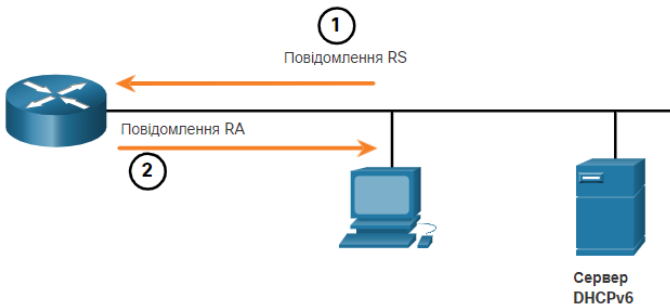 1
Повідомлення RS
Повідомлення RA
2
Сервер
DHCPv6